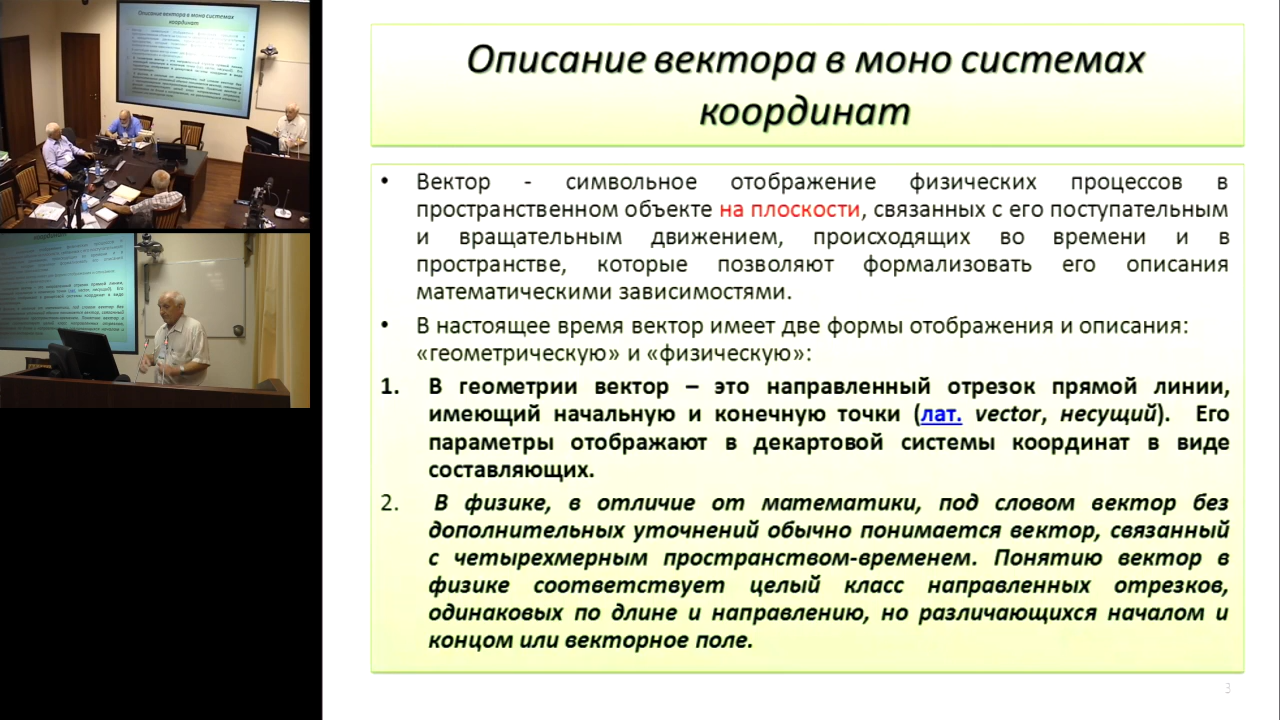 Описание вектора в моно системах
координат
• Вектор - символьное отображение физических процессов в
пространственном объекте на плоскости, связанных с его поступательным
и вращательным движением, происходящих во времени и в
пространстве, которые позволяют формализовать его описания
математическими зависимостями.
• В настоящее время вектор имеет две формы отображения и описания:
«геометрическую» и «физическую»:
1. В геометрии вектор – это направленный отрезок прямой линии,
имеющий начальную и конечную точки (лат. vector, несущий). Его
параметры отображают в декартовой системы координат в виде
составляющих.
2. В физике, в отличие от математики, под словом вектор без
дополнительных уточнений обычно понимается вектор, связанный
с четырехмерным пространством-временем. Понятию вектор в
физике соответствует целый класс направленных отрезков,
одинаковых по длине и направлению, но различающихся началом и
концом или векторное поле.
3
Описание вектора в моно системах
координат